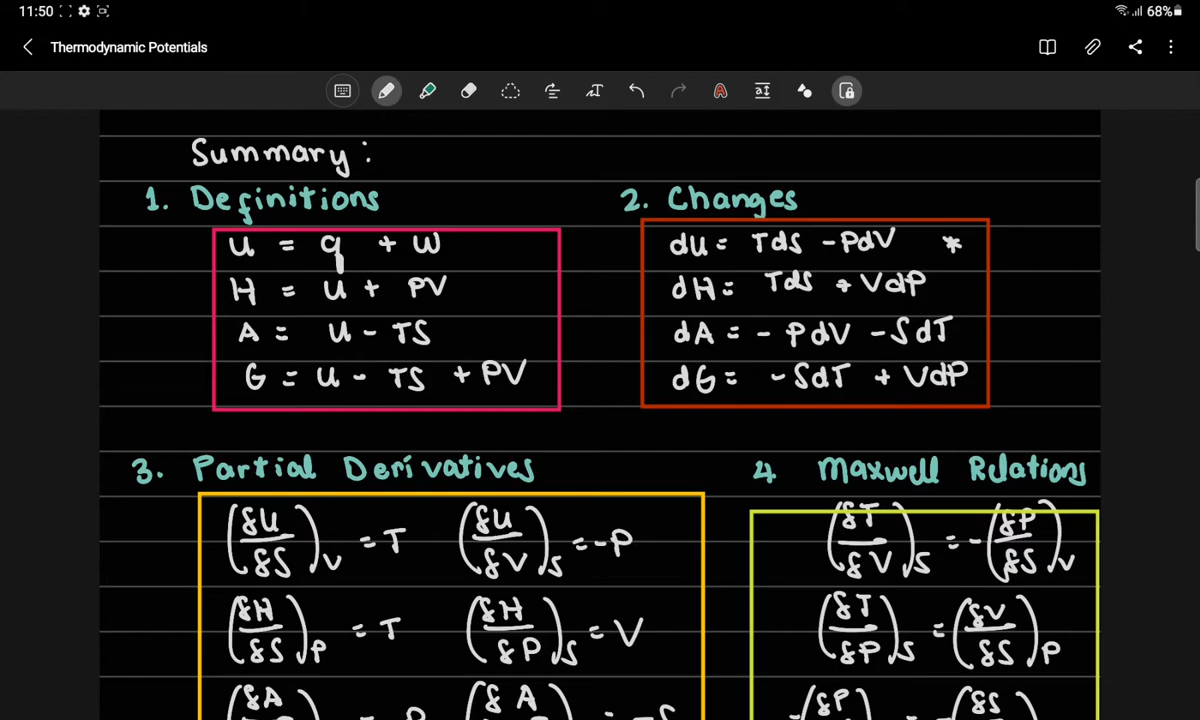 11:50
68%
Thermodynamic Potentials
Summary:
1. Definitions
U = q + W
H = U + PV
A = U - TS
G = U - TS + PV
2. Changes
dU = TdS - PdV *
dH = TdS + VdP
dA = - PdV - SdT
dG = - SdT + VdP
3. Partial Derivatives
(δU/δS)V = T (δU/δV)S = -P
(δH/δS)P = T (δH/δP)S = V
4 Maxwell Relations
(δT/δV)S = -(δP/δS)V
(δT/δP)S = (δV/δS)P